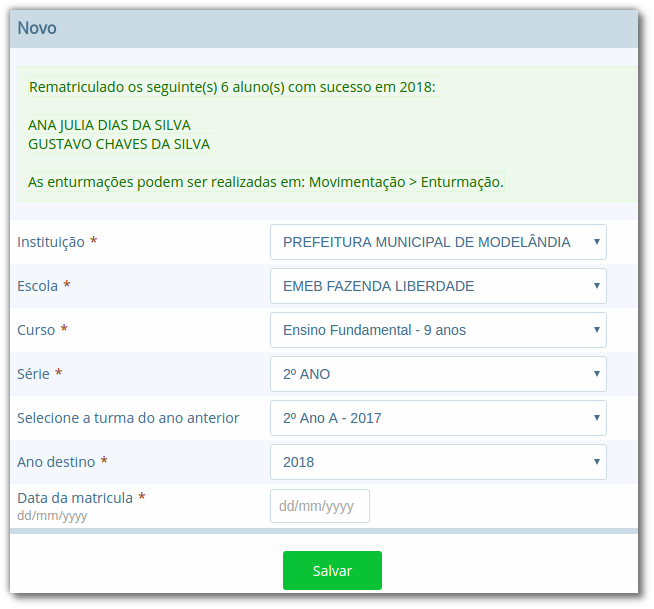 Novo
Rematriculado os seguinte(s) 6 aluno(s) com sucesso em 2018:
ANA JULIA DIAS DA SILVA
GUSTAVO CHAVES DA SILVA
As enturmações podem ser realizadas em: Movimentação > Enturmação.
Instituição * PREFEITURA MUNICIPAL DE MODELÂNDIA
Escola * EMEB FAZENDA LIBERDADE
Curso * Ensino Fundamental - 9 anos
Série * 2º ANO
Selecione a turma do ano anterior 2º Ano A - 2017
Ano destino * 2018
Data da matricula * dd/mm/yyyy
dd/mm/yyyy
Salvar